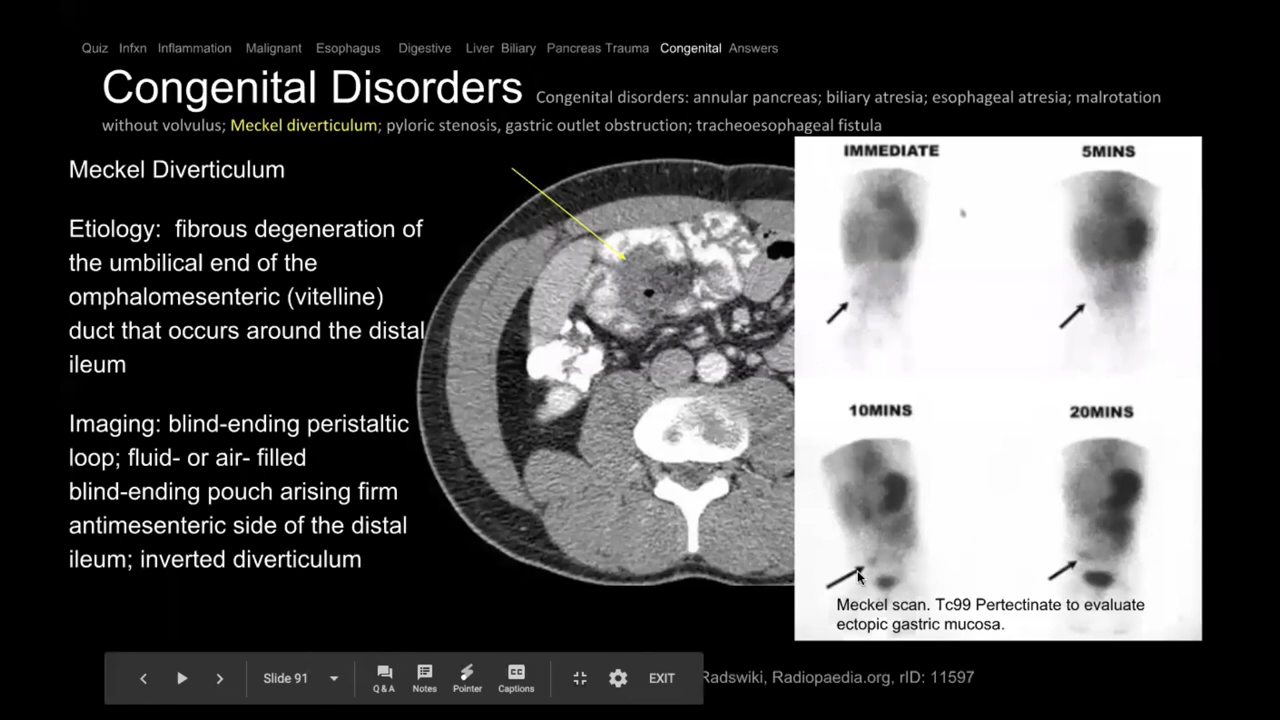 Quiz Infxn Inflammation Malignant Esophagus Digestive Liver Biliary Pancreas Trauma Congenital Answers
Congenital Disorders Congenital disorders: annular pancreas; biliary atresia; esophageal atresia; malrotation
without volvulus; Meckel diverticulum; pyloric stenosis, gastric outlet obstruction; tracheoesophageal fistula
Meckel Diverticulum
Etiology: fibrous degeneration of
the umbilical end of the
omphalomesenteric (vitelline)
duct that occurs around the distal
ileum
Imaging: blind-ending peristaltic
loop; fluid- or air- filled
blind-ending pouch arising firm
antimesenteric side of the distal
ileum; inverted diverticulum
IMMEDIATE 5MINS
10MINS 20MINS
Meckel scan. Tc99 Pertectinate to evaluate
ectopic gastric mucosa.
Slide 91 Q & A Notes Pointer Captions EXIT
Radswiki, Radiopaedia.org, rID: 11597